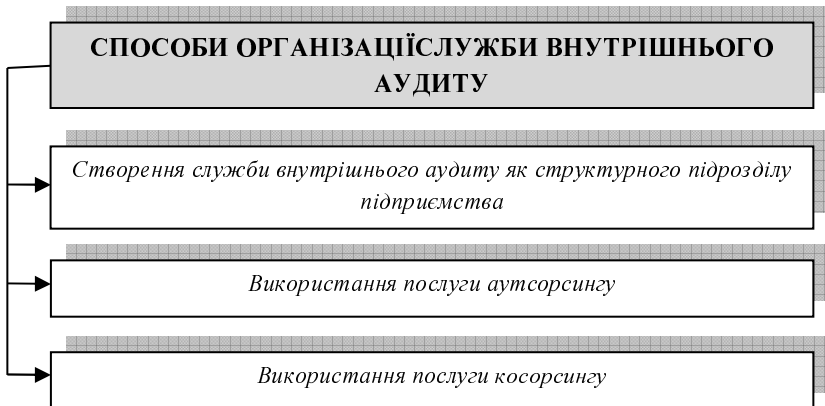 СПОСОБИ ОРГАНІЗАЦІЇСЛУЖБИ ВНУТРІШНЬОГО
АУДИТУ
Створення служби внутрішнього аудиту як структурного підрозділу
підприємства
Використання послуги аутсорсингу
Використання послуги косорсингу